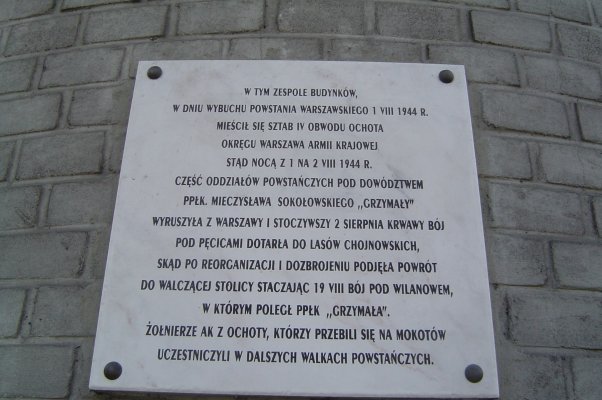 W TYM ZESPOLE BUDYNKÓW,
W DNIU WYBUCHU POWSTANIA WARSZAWSKIEGO 1 VIII 1944 R.
MIEŚCIŁ SIĘ SZTAB IV OBWODU OCHOTA
OKRĘGU WARSZAWA ARMII KRAJOWEJ
STĄD NOCĄ Z 1 NA 2 VIII 1944 R.
CZĘŚĆ ODDZIAŁÓW POWSTAŃCZYCH POD DOWÓDZTWEM
PPŁK. MIECZYSŁAWA SOKOŁOWSKIEGO ,,GRZYMAŁY"
WYRUSZYŁA Z WARSZAWY I STOCZYWSZY 2 SIERPNIA KRWAWY BÓJ
POD PĘCICAMI DOTARŁA DO LASÓW CHOJNOWSKICH,
SKĄD PO REORGANIZACJI I DOZBROJENIU PODJĘŁA POWRÓT
DO WALCZĄCEJ STOLICY STACZAJĄC 19 VIII BÓJ POD WILANOWEM,
W KTÓRYM POLEGŁ PPŁK ,,GRZYMAŁA".
ŻOŁNIERZE AK Z OCHOTY, KTÓRZY PRZEBILI SIĘ NA MOKOTÓW
UCZESTNICZYLI W DALSZYCH WALKACH POWSTAŃCZYCH.